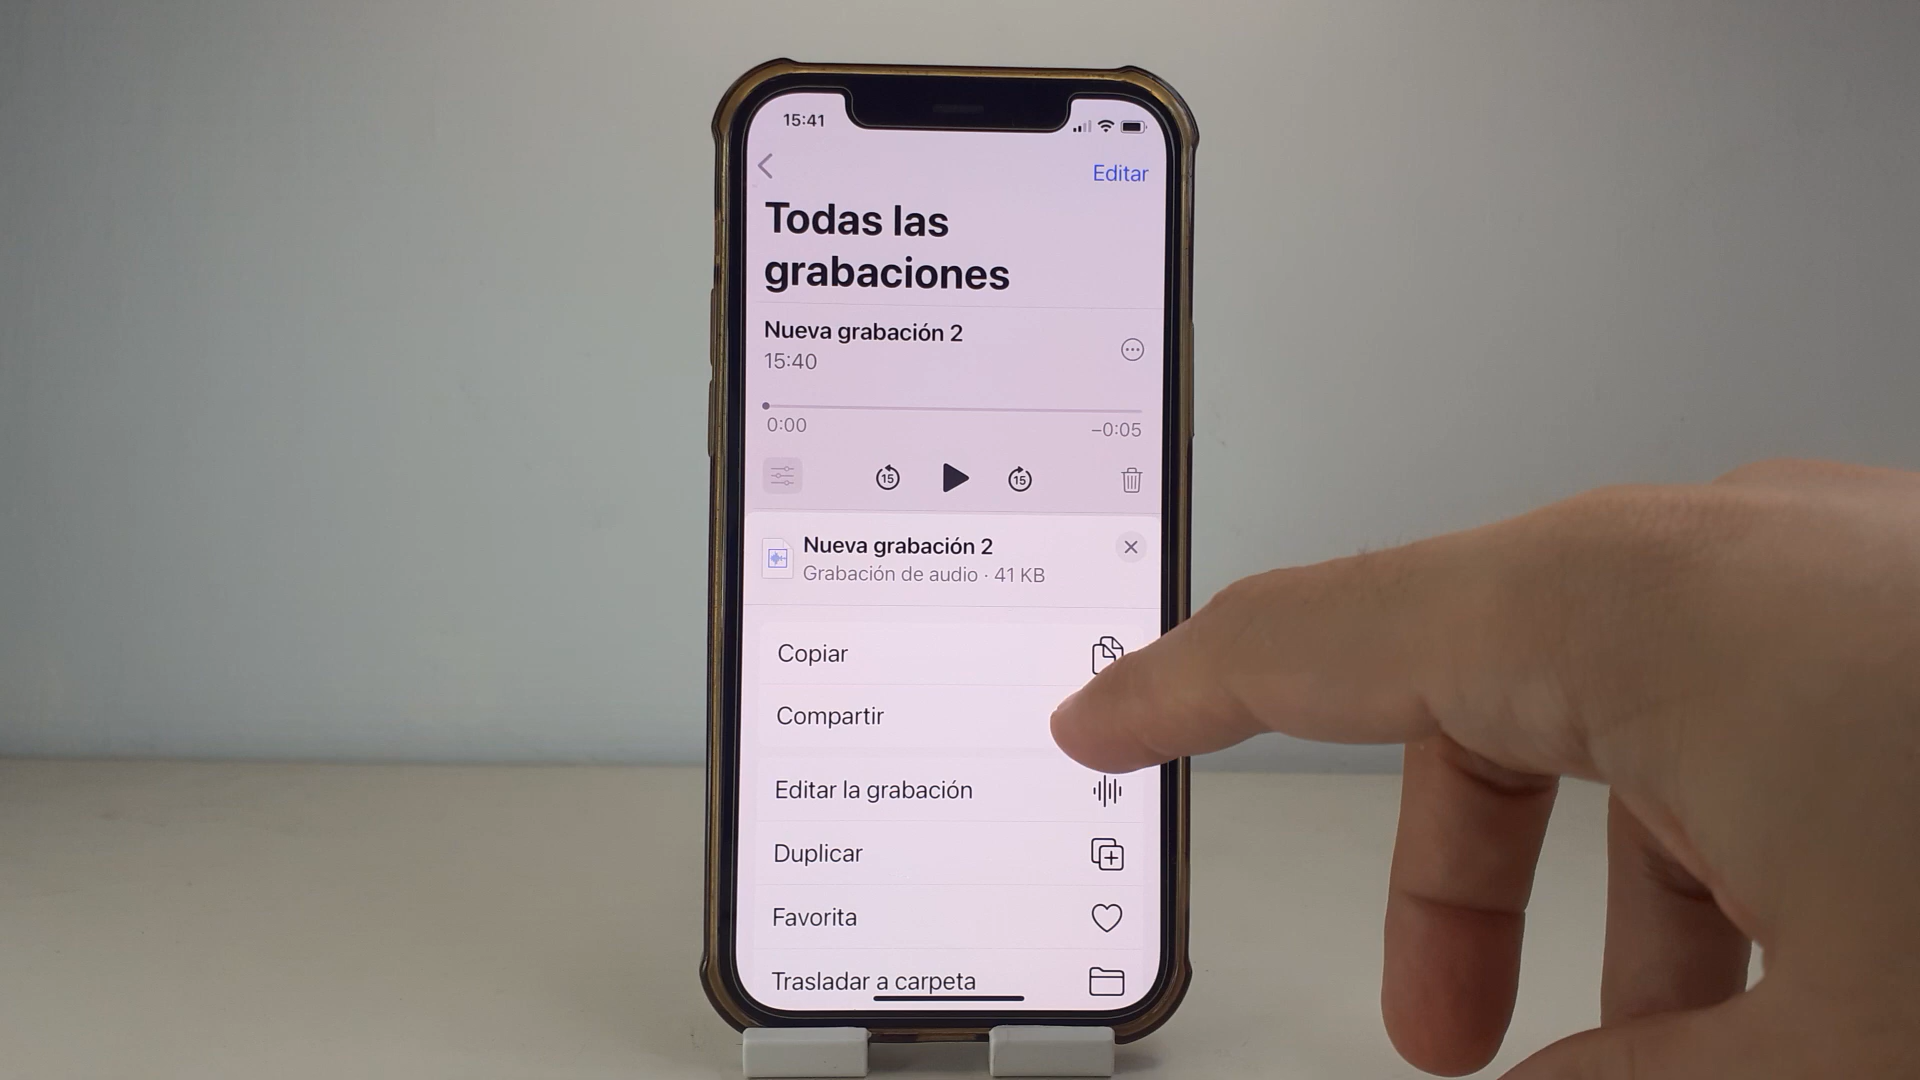 15:41
Editar
Todas las
grabaciones
Nueva grabación 2
15:40
0:00
−0:05
15
15
Nueva grabación 2
Grabación de audio · 41 KB
Copiar
Compartir
Editar la grabación
Duplicar
Favorita
Trasladar a carpeta